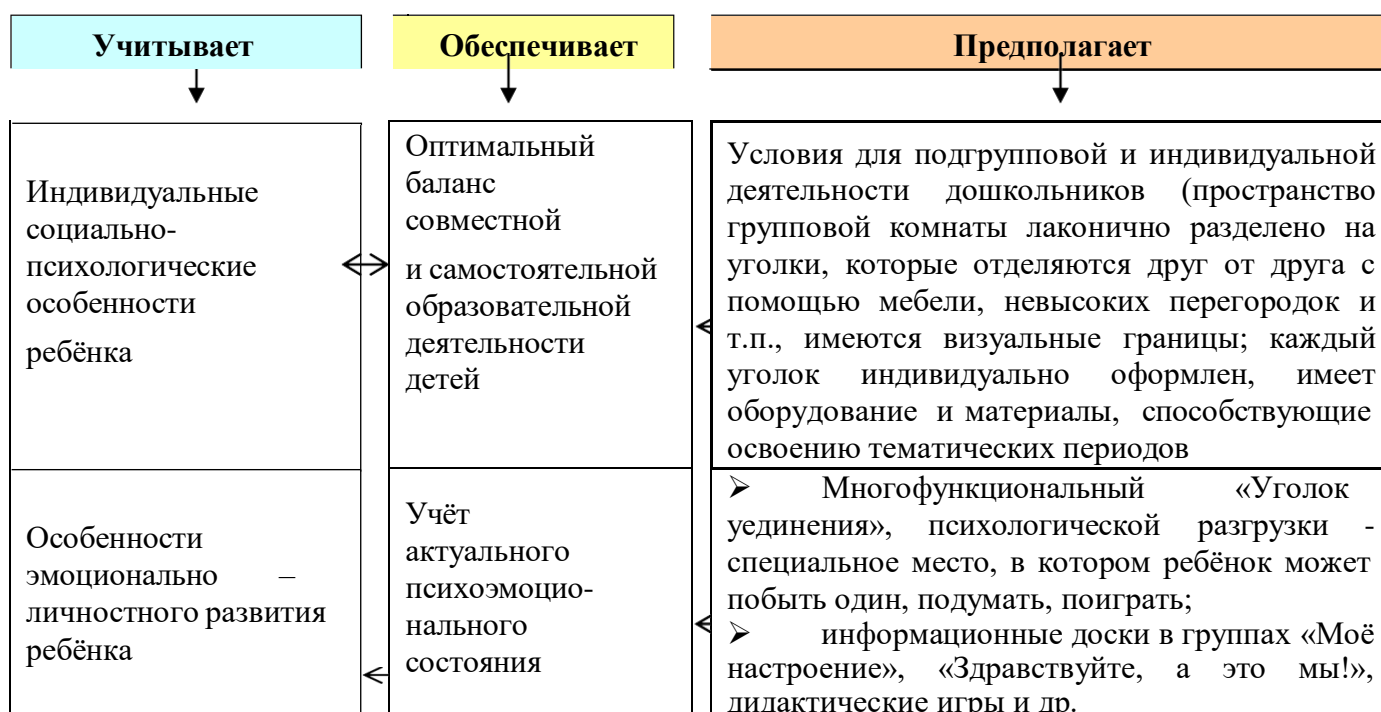 Учитывает
Обеспечивает
Предполагает
Индивидуальные
социально-
психологические
особенности
ребёнка
Оптимальный
баланс
совместной
и самостоятельной
образовательной
деятельности
детей
Условия для подгрупповой и индивидуальной
деятельности дошкольников (пространство
групповой комнаты лаконично разделено на
уголки, которые отделяются друг от друга с
помощью мебели, невысоких перегородок и
т.п., имеются визуальные границы; каждый
уголок индивидуально оформлен, имеет
оборудование и материалы, способствующие
освоению тематических периодов
Особенности
эмоционально –
личностного развития
ребёнка
Учёт
актуального
психоэмоцио-
нального
состояния
➢ Многофункциональный «Уголок
уединения», психологической разгрузки -
специальное место, в котором ребёнок может
побыть один, подумать, поиграть;
➢ информационные доски в группах «Моё
настроение», «Здравствуйте, а это мы!»,
дидактические игры и др.